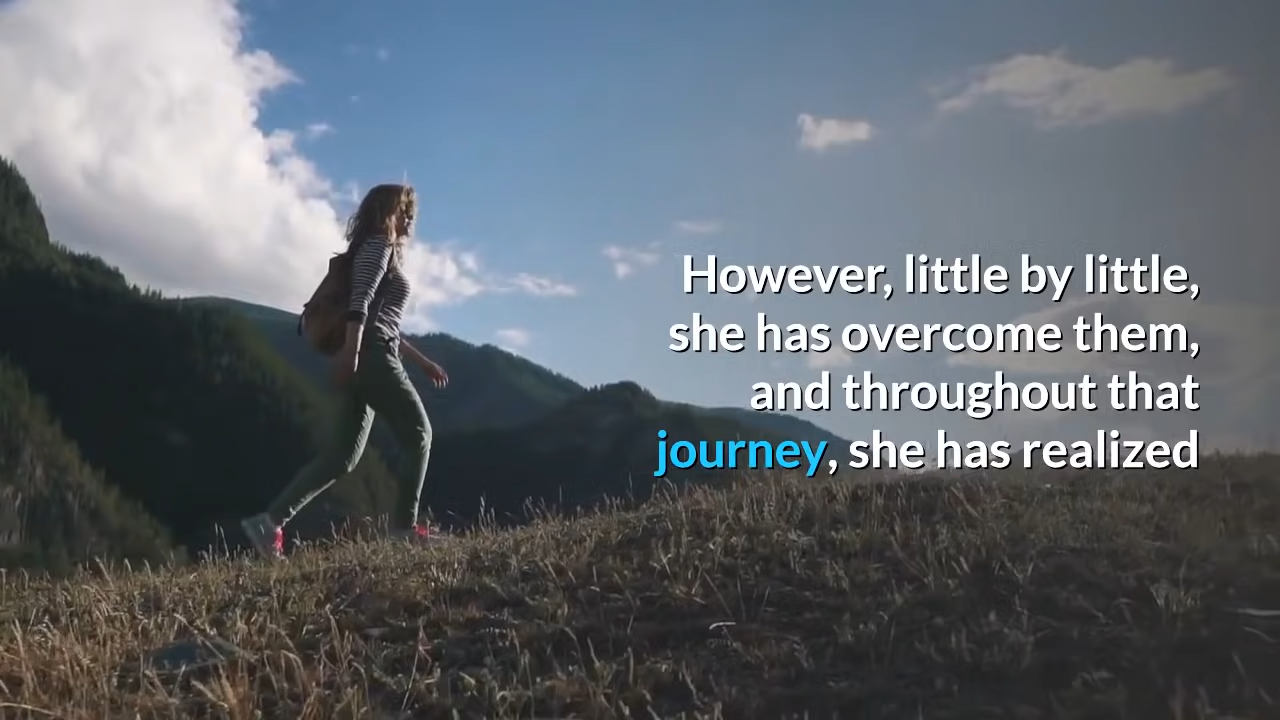 However, little by little,
she has overcome them,
and throughout that
journey, she has realized